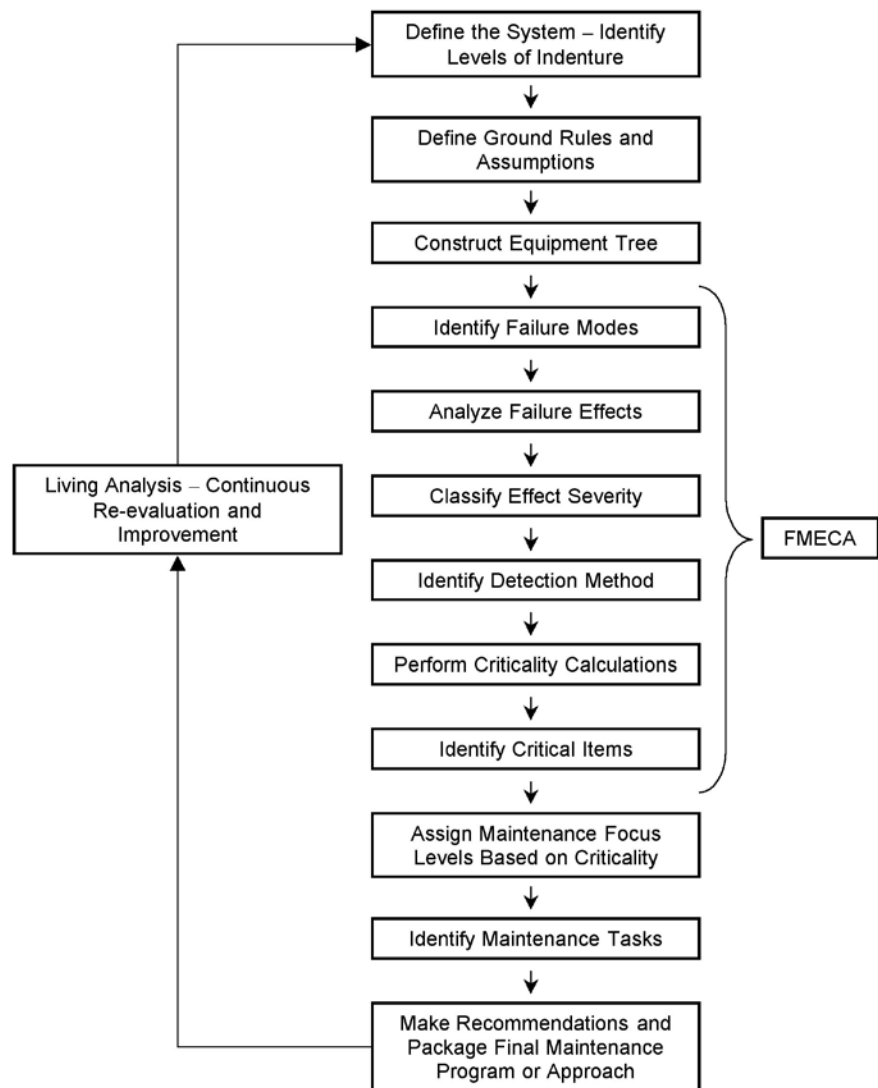 Define the System – Identify
Levels of Indenture
Define Ground Rules and
Assumptions
Construct Equipment Tree
Identify Failure Modes
Analyze Failure Effects
Classify Effect Severity
Living Analysis – Continuous
Re-evaluation and
Improvement
FMECA
Identify Detection Method
Perform Criticality Calculations
Identify Critical Items
Assign Maintenance Focus
Levels Based on Criticality
Identify Maintenance Tasks
Make Recommendations and
Package Final Maintenance
Program or Approach